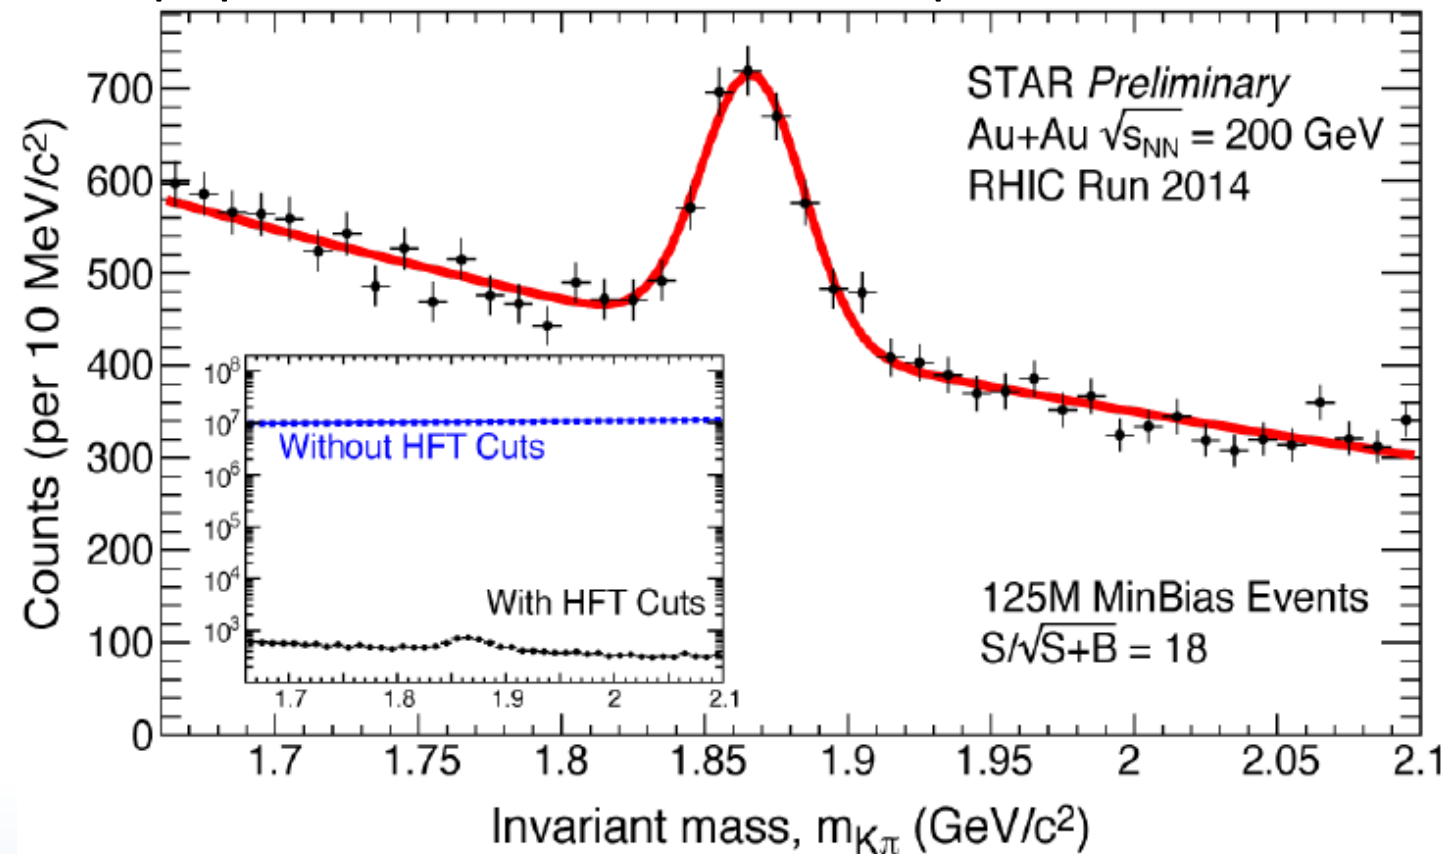 STAR Preliminary
Au+Au √sNN = 200 GeV
RHIC Run 2014
Counts (per 10 MeV/c²)
700
600
500
400
300
200
100
0
10⁸
10⁷
10⁶
10⁵
10⁴
10³
Without HFT Cuts
With HFT Cuts
1.7 1.8 1.9 2 2.1
125M MinBias Events
S/√S+B = 18
1.7 1.75 1.8 1.85 1.9 1.95 2 2.05 2.1
Invariant mass, mKπ (GeV/c²)